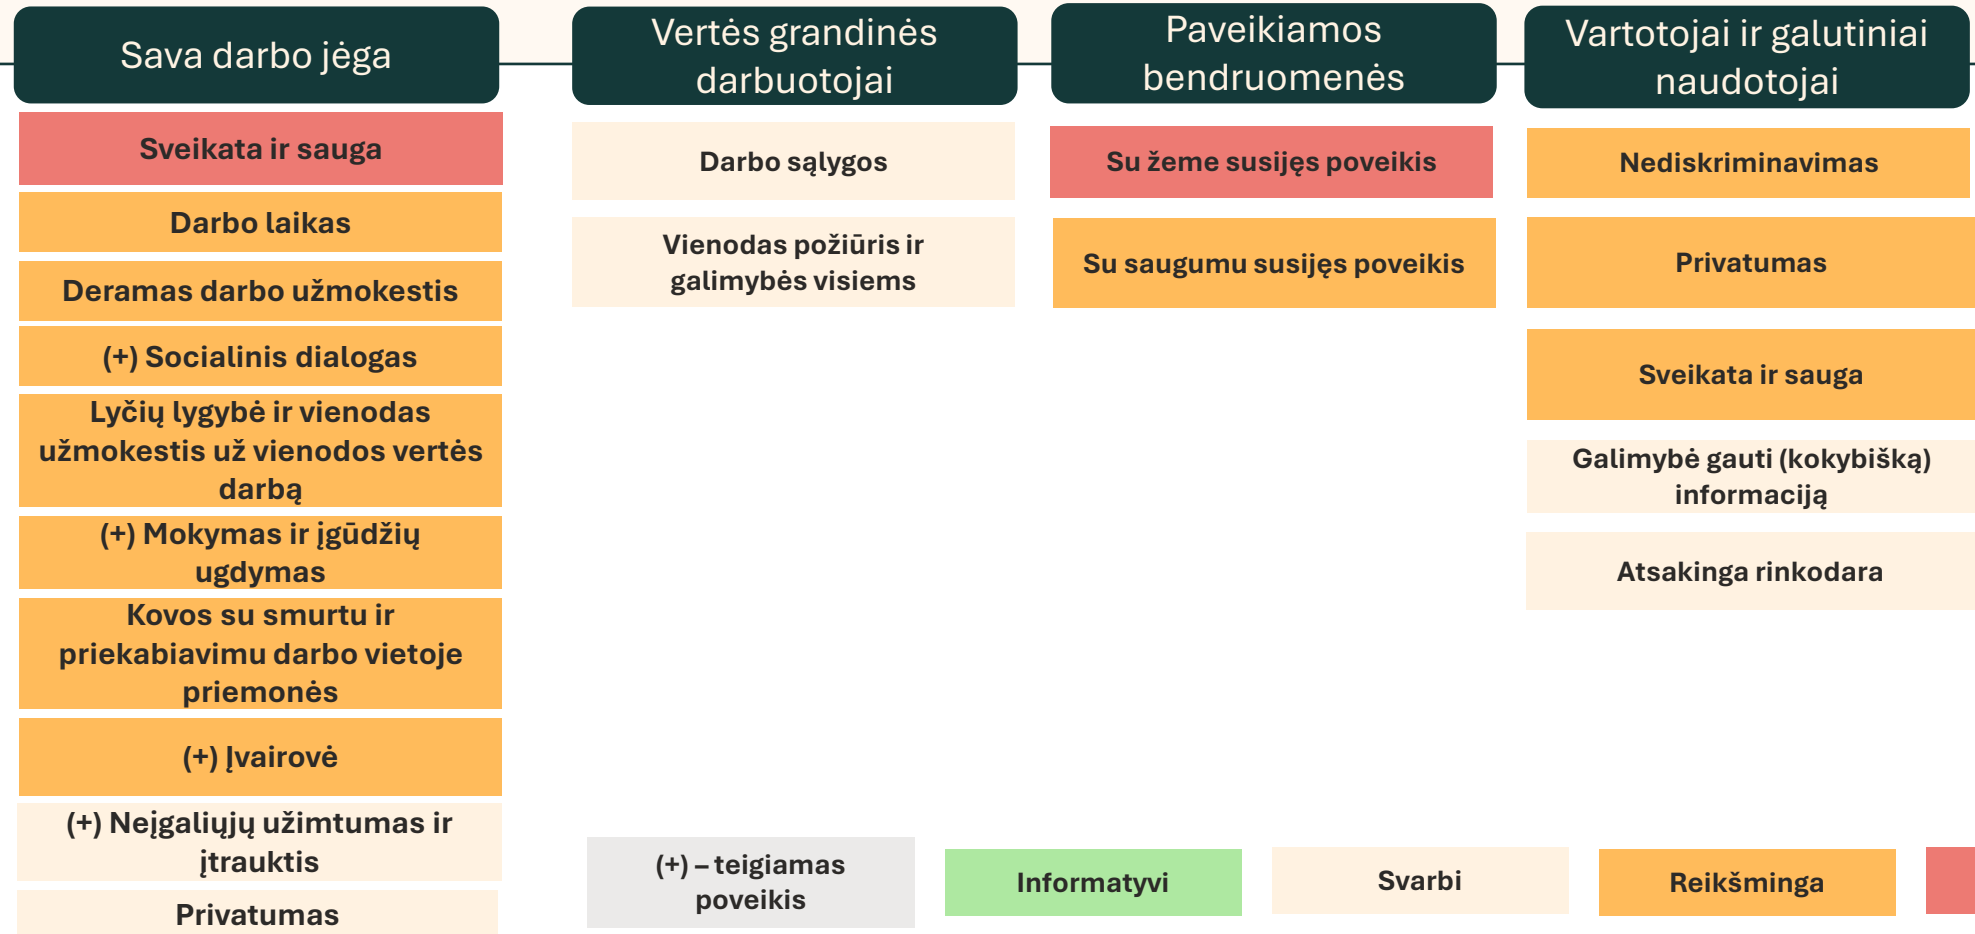 Sava darbo jėga
Sveikata ir sauga
Darbo laikas
Deramas darbo užmokestis
(+) Socialinis dialogas
Lyčių lygybė ir vienodas
užmokestis už vienodos vertės
darbą
(+) Mokymas ir įgūdžių
ugdymas
Kovos su smurtu ir
priekabiavimu darbo vietoje
priemonės
(+) Įvairovė
(+) Neįgaliųjų užimtumas ir
įtrauktis
Privatumas
Vertės grandinės
darbuotojai
Darbo sąlygos
Vienodas požiūris ir
galimybės visiems
Paveikiamos
bendruomenės
Su žeme susijęs poveikis
Su saugumu susijęs poveikis
Vartotojai ir galutiniai
naudotojai
Nediskriminavimas
Privatumas
Sveikata ir sauga
Galimybė gauti (kokybišką)
informaciją
Atsakinga rinkodara
(+) – teigiamas
poveikis
Informatyvi
Svarbi
Reikšminga